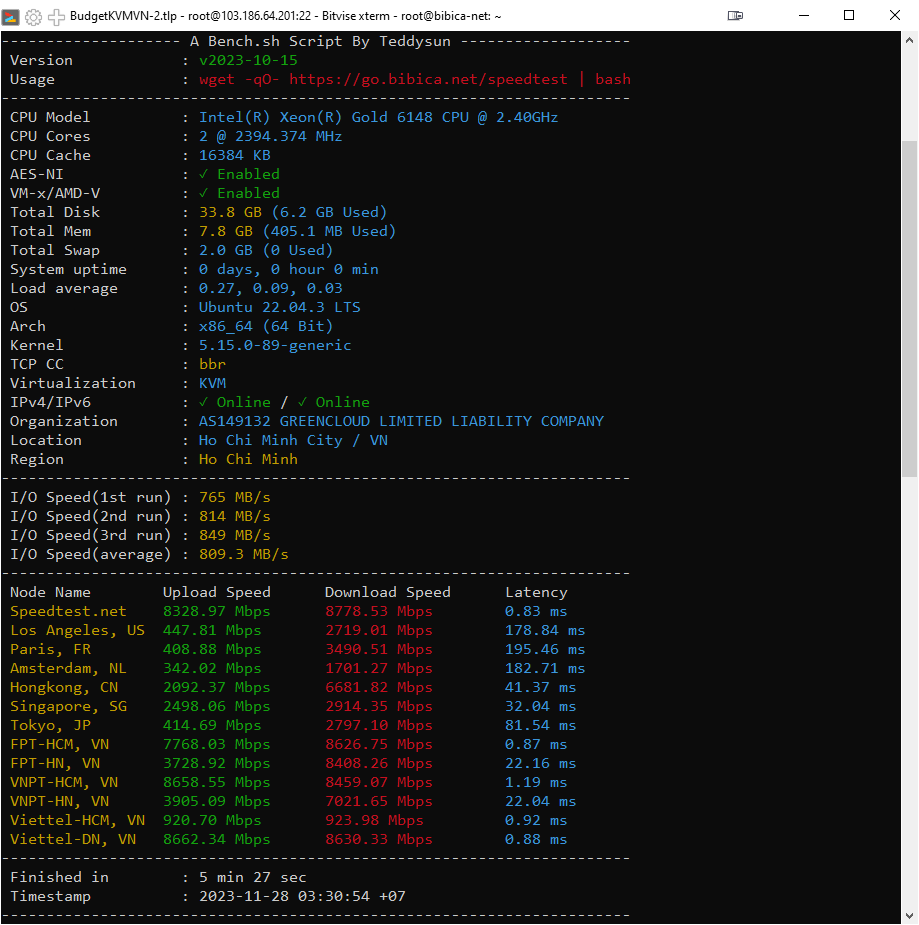 BudgetKVMVN-2.tlp - root@103.186.64.201:22 - Bitvise xterm - root@bibica-net: ~
-------------------- A Bench.sh Script By Teddysun -------------------
Version : v2023-10-15
Usage : wget -qO- https://go.bibica.net/speedtest | bash
----------------------------------------------------------------------
CPU Model : Intel(R) Xeon(R) Gold 6148 CPU @ 2.40GHz
CPU Cores : 2 @ 2394.374 MHz
CPU Cache : 16384 KB
AES-NI : ✓ Enabled
VM-x/AMD-V : ✓ Enabled
Total Disk : 33.8 GB (6.2 GB Used)
Total Mem : 7.8 GB (405.1 MB Used)
Total Swap : 2.0 GB (0 Used)
System uptime : 0 days, 0 hour 0 min
Load average : 0.27, 0.09, 0.03
OS : Ubuntu 22.04.3 LTS
Arch : x86_64 (64 Bit)
Kernel : 5.15.0-89-generic
TCP CC : bbr
Virtualization : KVM
IPv4/IPv6 : ✓ Online / ✓ Online
Organization : AS149132 GREENCLOUD LIMITED LIABILITY COMPANY
Location : Ho Chi Minh City / VN
Region : Ho Chi Minh
----------------------------------------------------------------------
I/O Speed(1st run) : 765 MB/s
I/O Speed(2nd run) : 814 MB/s
I/O Speed(3rd run) : 849 MB/s
I/O Speed(average) : 809.3 MB/s
----------------------------------------------------------------------
Node Name Upload Speed Download Speed Latency
Speedtest.net 8328.97 Mbps 8778.53 Mbps 0.83 ms
Los Angeles, US 447.81 Mbps 2719.01 Mbps 178.84 ms
Paris, FR 408.88 Mbps 3490.51 Mbps 195.46 ms
Amsterdam, NL 342.02 Mbps 1701.27 Mbps 182.71 ms
Hongkong, CN 2092.37 Mbps 6681.82 Mbps 41.37 ms
Singapore, SG 2498.06 Mbps 2914.35 Mbps 32.04 ms
Tokyo, JP 414.69 Mbps 2797.10 Mbps 81.54 ms
FPT-HCM, VN 7768.03 Mbps 8626.75 Mbps 0.87 ms
FPT-HN, VN 3728.92 Mbps 8408.26 Mbps 22.16 ms
VNPT-HCM, VN 8658.55 Mbps 8459.07 Mbps 1.19 ms
VNPT-HN, VN 3905.09 Mbps 7021.65 Mbps 22.04 ms
Viettel-HCM, VN 920.70 Mbps 923.98 Mbps 0.92 ms
Viettel-DN, VN 8662.34 Mbps 8630.33 Mbps 0.88 ms
----------------------------------------------------------------------
Finished in : 5 min 27 sec
Timestamp : 2023-11-28 03:30:54 +07
----------------------------------------------------------------------